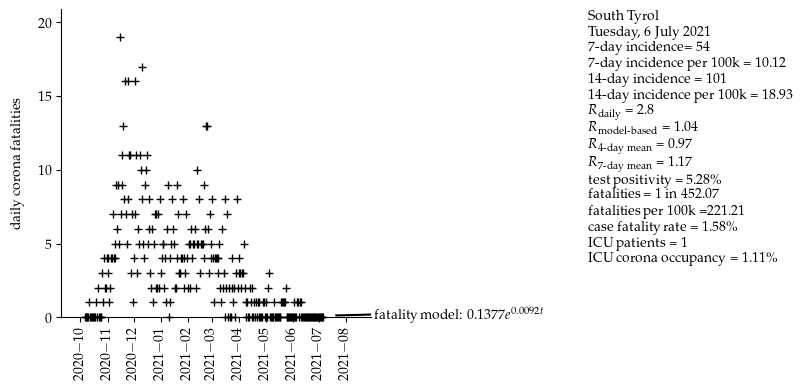 20
15
10
5
0
daily corona fatalities
2020−10
2020−11
2020−12
2021−01
2021−02
2021−03
2021−04
2021−05
2021−06
2021−07
2021−08
fatality model: 0.1377e^0.0092t
South Tyrol
Tuesday, 6 July 2021
7-day incidence= 54
7-day incidence per 100k = 10.12
14-day incidence = 101
14-day incidence per 100k = 18.93
R_daily = 2.8
R_model-based = 1.04
R_4-day mean = 0.97
R_7-day mean = 1.17
test positivity = 5.28%
fatalities = 1 in 452.07
fatalities per 100k =221.21
case fatality rate = 1.58%
ICU patients = 1
ICU corona occupancy = 1.11%